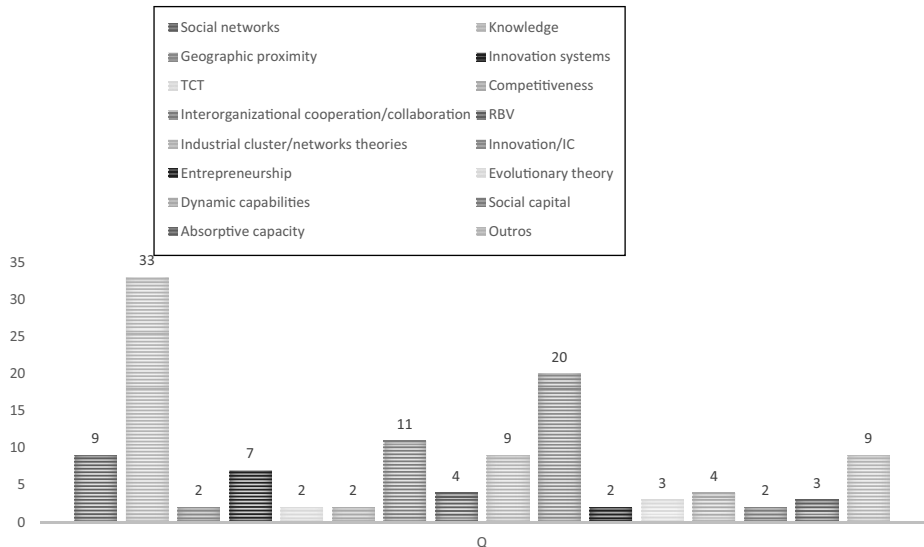 Social networks Knowledge
Geographic proximity Innovation systems
TCT Competitiveness
Interorganizational cooperation/collaboration RBV
Industrial cluster/networks theories Innovation/IC
Entrepreneurship Evolutionary theory
Dynamic capabilities Social capital
Absorptive capacity Outros
35
30
25
20
15
10
5
0
9 33 2 7 2 2 11 4 9 20 2 3 4 2 3 9
Q